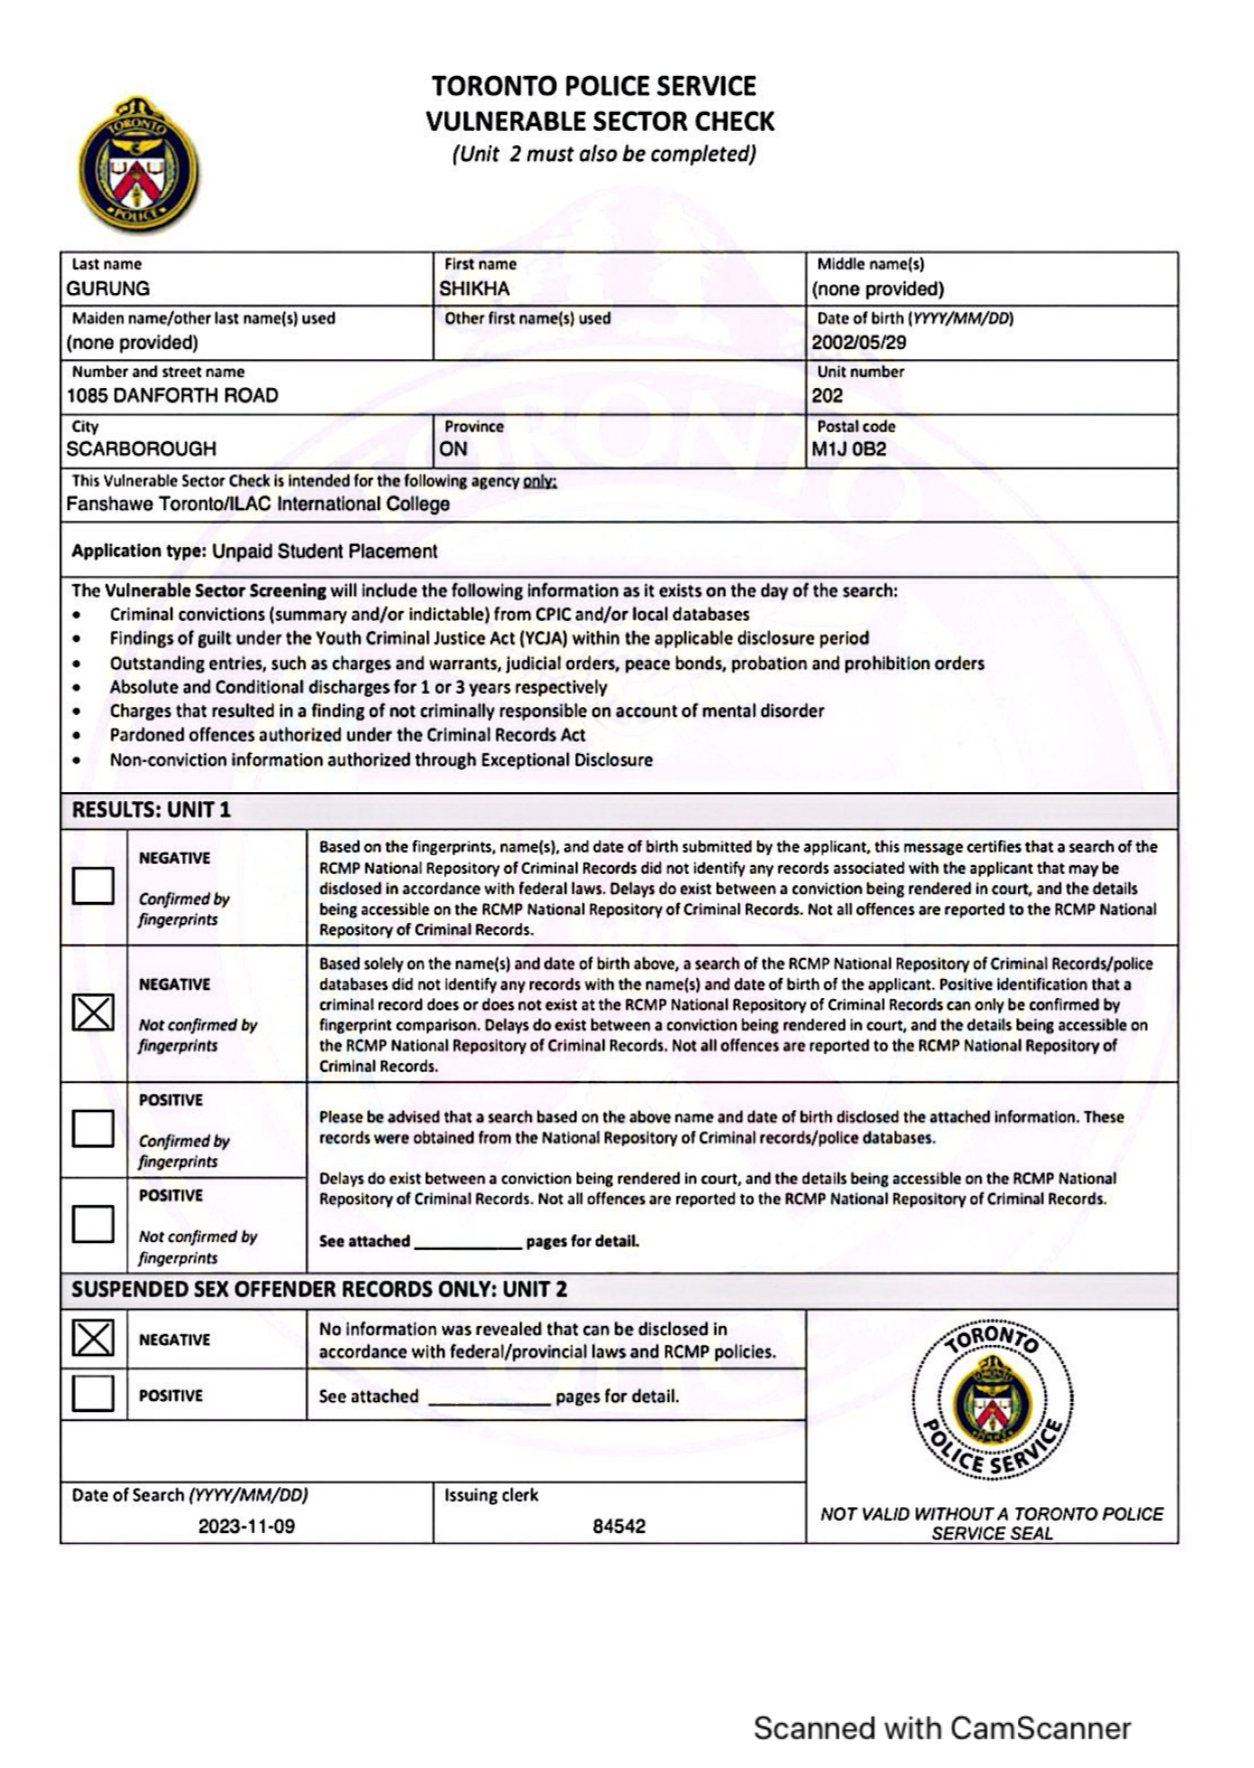 TORONTO POLICE SERVICE
VULNERABLE SECTOR CHECK
(Unit 2 must also be completed)
TORONTO
POLICE
Last name
First name
Middle name(s)
GURUNG
SHIKHA
(none provided)
Maiden name/other last name(s) used
Other first name(s) used
Date of birth (YYYY/MM/DD)
(none provided)
2002/05/29
Number and street name
Unit number
1085 DANFORTH ROAD
202
City
Province
Postal code
SCARBOROUGH
ON
M1J 0B2
This Vulnerable Sector Check is intended for the following agency only:
Fanshawe Toronto/ILAC International College
Application type: Unpaid Student Placement
The Vulnerable Sector Screening will include the following information as it exists on the day of the search:
• Criminal convictions (summary and/or indictable) from CPIC and/or local databases
• Findings of guilt under the Youth Criminal Justice Act (YCJA) within the applicable disclosure period
• Outstanding entries, such as charges and warrants, judicial orders, peace bonds, probation and prohibition orders
• Absolute and Conditional discharges for 1 or 3 years respectively
• Charges that resulted in a finding of not criminally responsible on account of mental disorder
• Pardoned offences authorized under the Criminal Records Act
• Non-conviction information authorized through Exceptional Disclosure
RESULTS: UNIT 1
NEGATIVE
Confirmed by
fingerprints
Based on the fingerprints, name(s), and date of birth submitted by the applicant, this message certifies that a search of the
RCMP National Repository of Criminal Records did not identify any records associated with the applicant that may be
disclosed in accordance with federal laws. Delays do exist between a conviction being rendered in court, and the details
being accessible on the RCMP National Repository of Criminal Records. Not all offences are reported to the RCMP National
Repository of Criminal Records.
NEGATIVE
Not confirmed by
fingerprints
Based solely on the name(s) and date of birth above, a search of the RCMP National Repository of Criminal Records/police
databases did not identify any records with the name(s) and date of birth of the applicant. Positive identification that a
criminal record does or does not exist at the RCMP National Repository of Criminal Records can only be confirmed by
fingerprint comparison. Delays do exist between a conviction being rendered in court, and the details being accessible on
the RCMP National Repository of Criminal Records. Not all offences are reported to the RCMP National Repository of
Criminal Records.
POSITIVE
Confirmed by
fingerprints
Please be advised that a search based on the above name and date of birth disclosed the attached information. These
records were obtained from the National Repository of Criminal records/police databases.
Delays do exist between a conviction being rendered in court, and the details being accessible on the RCMP National
Repository of Criminal Records. Not all offences are reported to the RCMP National Repository of Criminal Records.
POSITIVE
Not confirmed by
fingerprints
See attached ____________ pages for detail.
SUSPENDED SEX OFFENDER RECORDS ONLY: UNIT 2
NEGATIVE
No information was revealed that can be disclosed in
accordance with federal/provincial laws and RCMP policies.
POSITIVE
See attached ____________ pages for detail.
TORONTO
POLICE SERVICE
NOT VALID WITHOUT A TORONTO POLICE
SERVICE SEAL
Date of Search (YYYY/MM/DD)
Issuing clerk
2023-11-09
84542
Scanned with CamScanner